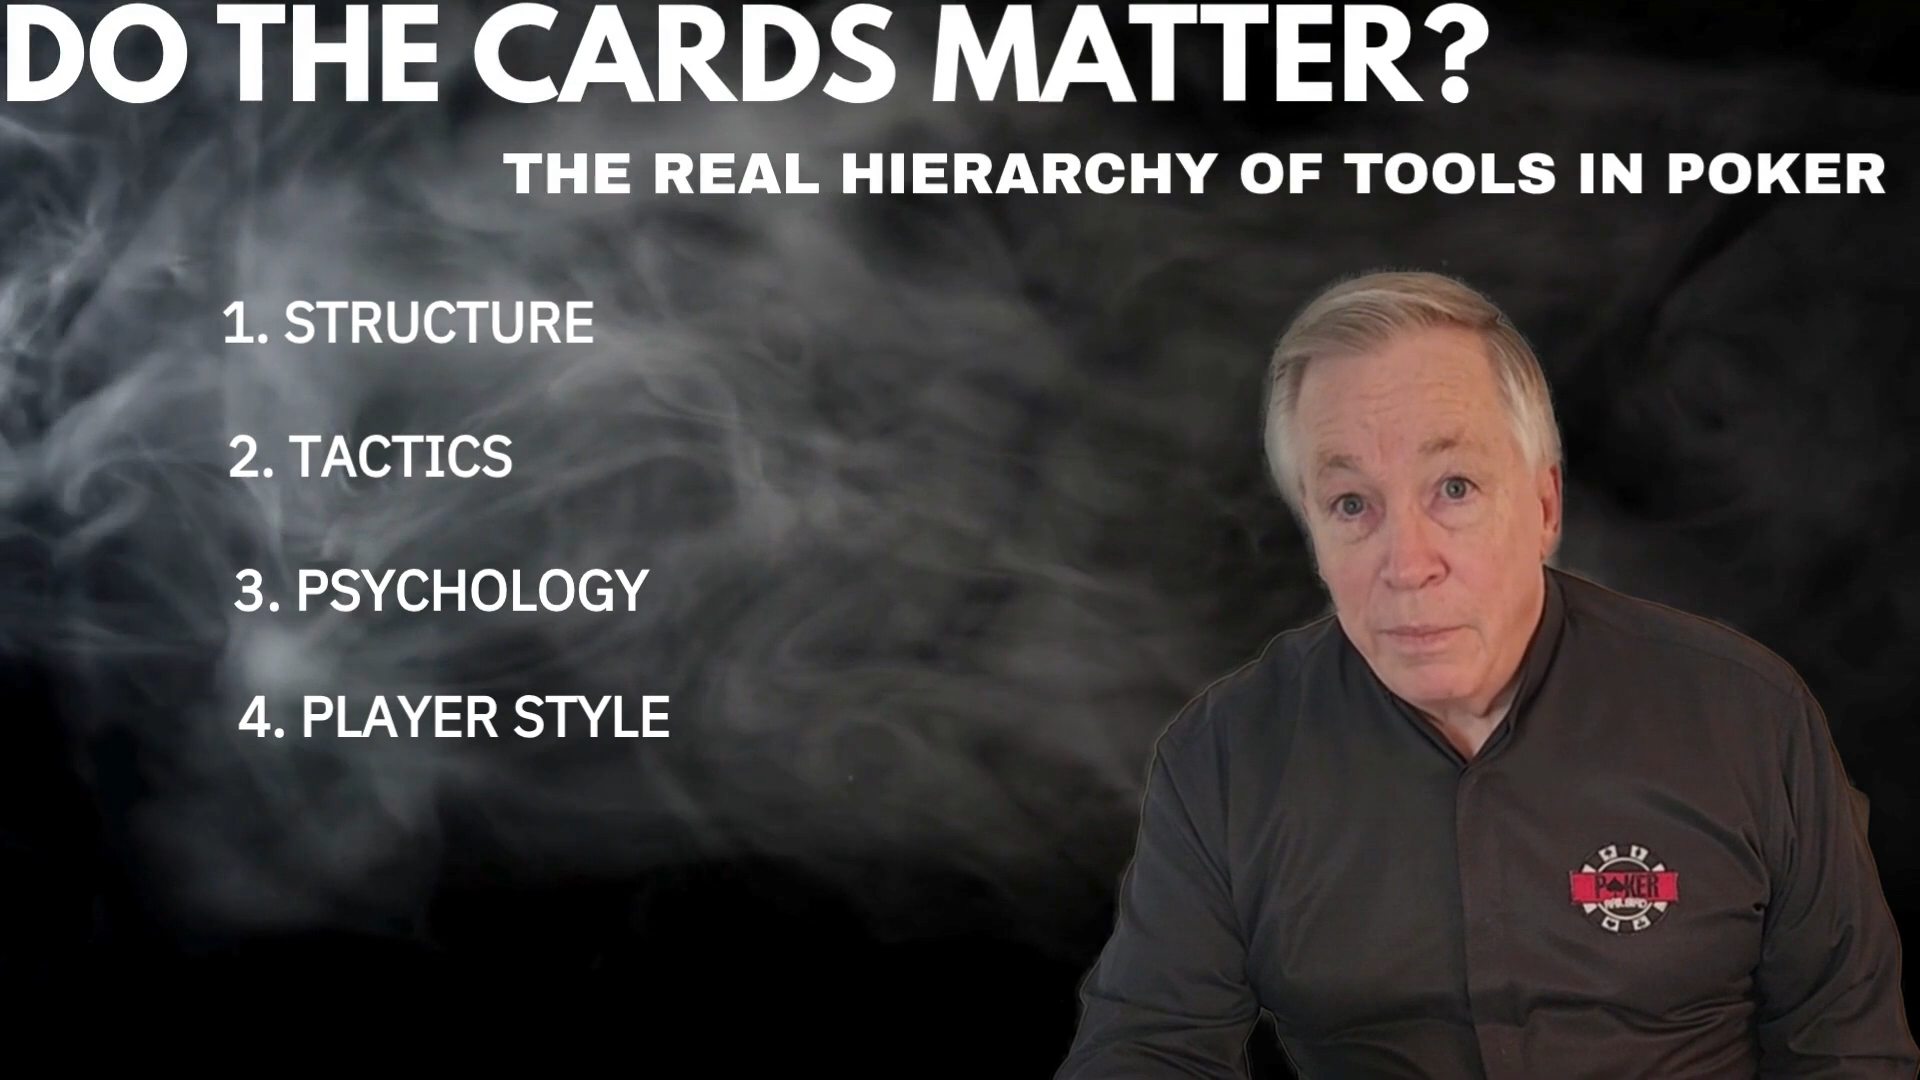 DO THE CARDS MATTER?
THE REAL HIERARCHY OF TOOLS IN POKER
1. STRUCTURE
2. TACTICS
3. PSYCHOLOGY
4. PLAYER STYLE
POKER